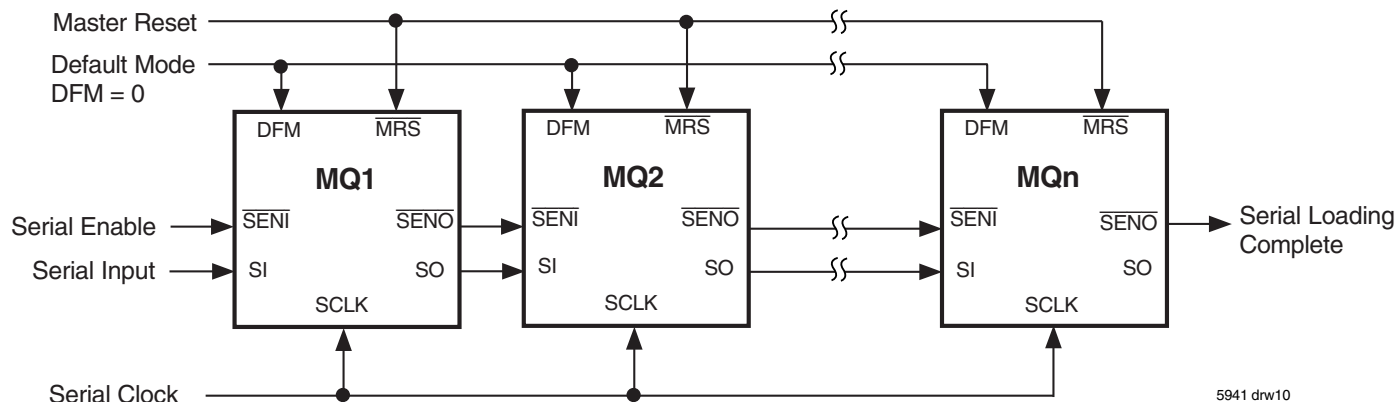 Master Reset
Default Mode
DFM = 0
DFM MRS DFM MRS DFM MRS
MQ1 MQ2 MQn
Serial Enable SENI SENO SENI SENO SENI SENO Serial Loading
Complete
Serial Input SI SO SI SO SI SO
SCLK SCLK SCLK
Serial Clock
5941 drw10